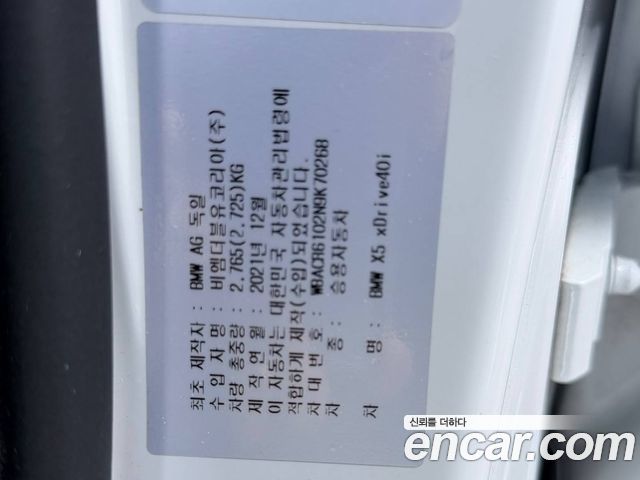 최초 제작자 : BMW AG 독일
수 입 자 명 : 비엠더블유코리아(주)
차량 총중량 : 2.765(2.725)KG
제 작 연 월 : 2021년 12월
이 자동차는 대한민국 자동차관리법령에
적합하게 제작(수입)되었습니다.
차 대 번 호 : WBACR6102N9K70268
차 종 : 승용자동차
차 명 : BMW X5 xDrive40i
신뢰를 더하다
encar.com